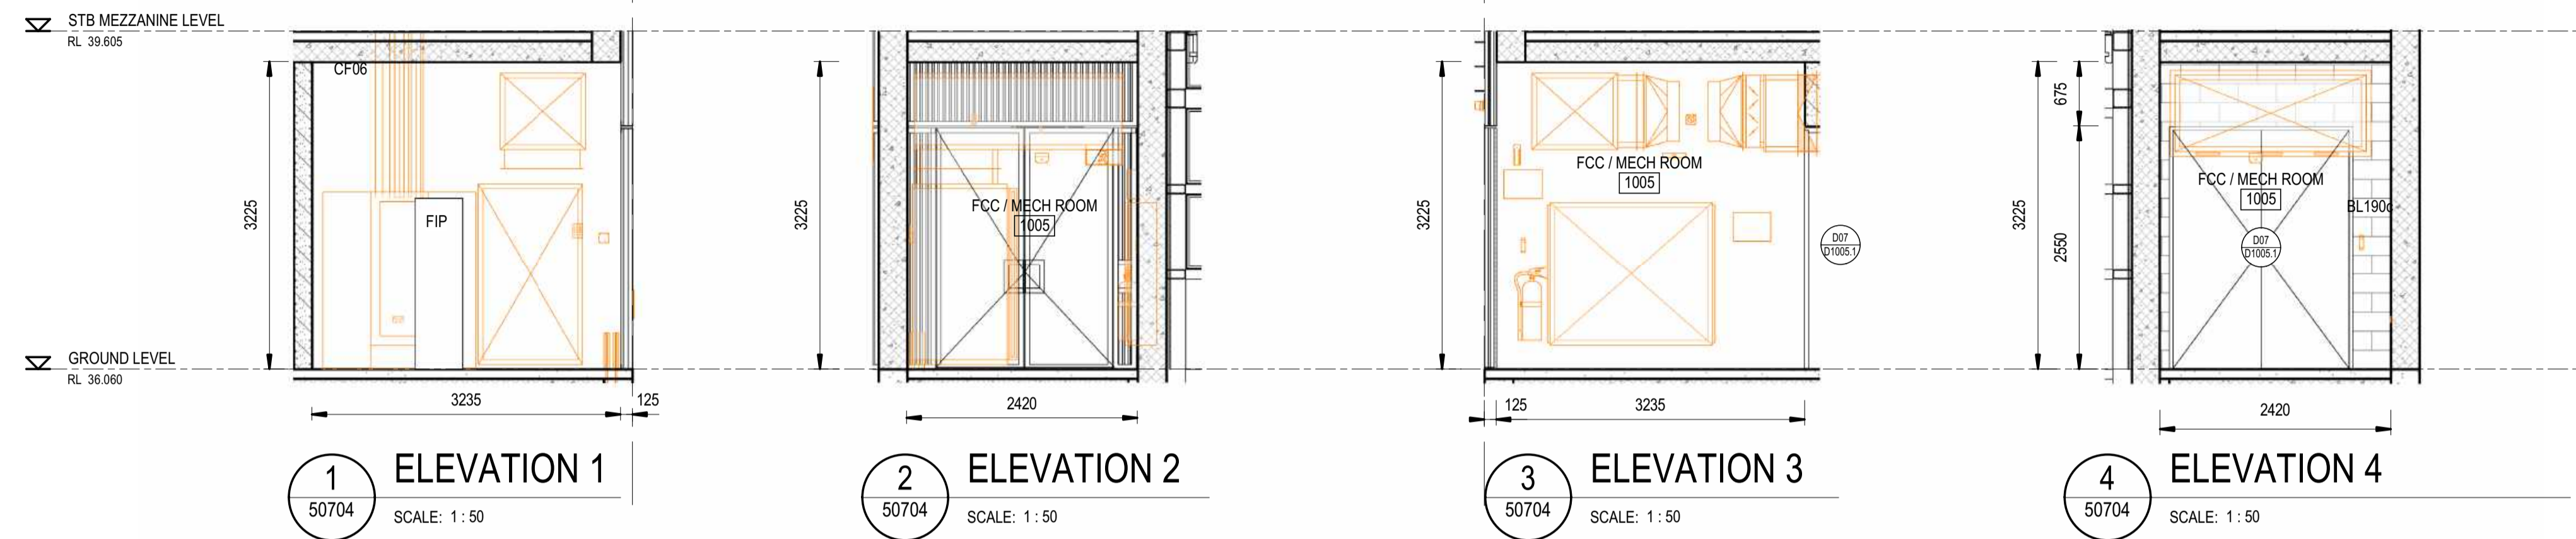 STB MEZZANINE LEVEL
RL 39.605
GROUND LEVEL
RL 36.060
CF06
FIP
3225
3235
125
1
50704
ELEVATION 1
SCALE: 1 : 50
3225
FCC / MECH ROOM
1005
2420
2
50704
ELEVATION 2
SCALE: 1 : 50
3225
FCC / MECH ROOM
1005
D07
D1005.1
125
3235
3
50704
ELEVATION 3
SCALE: 1 : 50
3225
675
2550
FCC / MECH ROOM
1005
BL190c
D07
D1005.1
2420
4
50704
ELEVATION 4
SCALE: 1 : 50